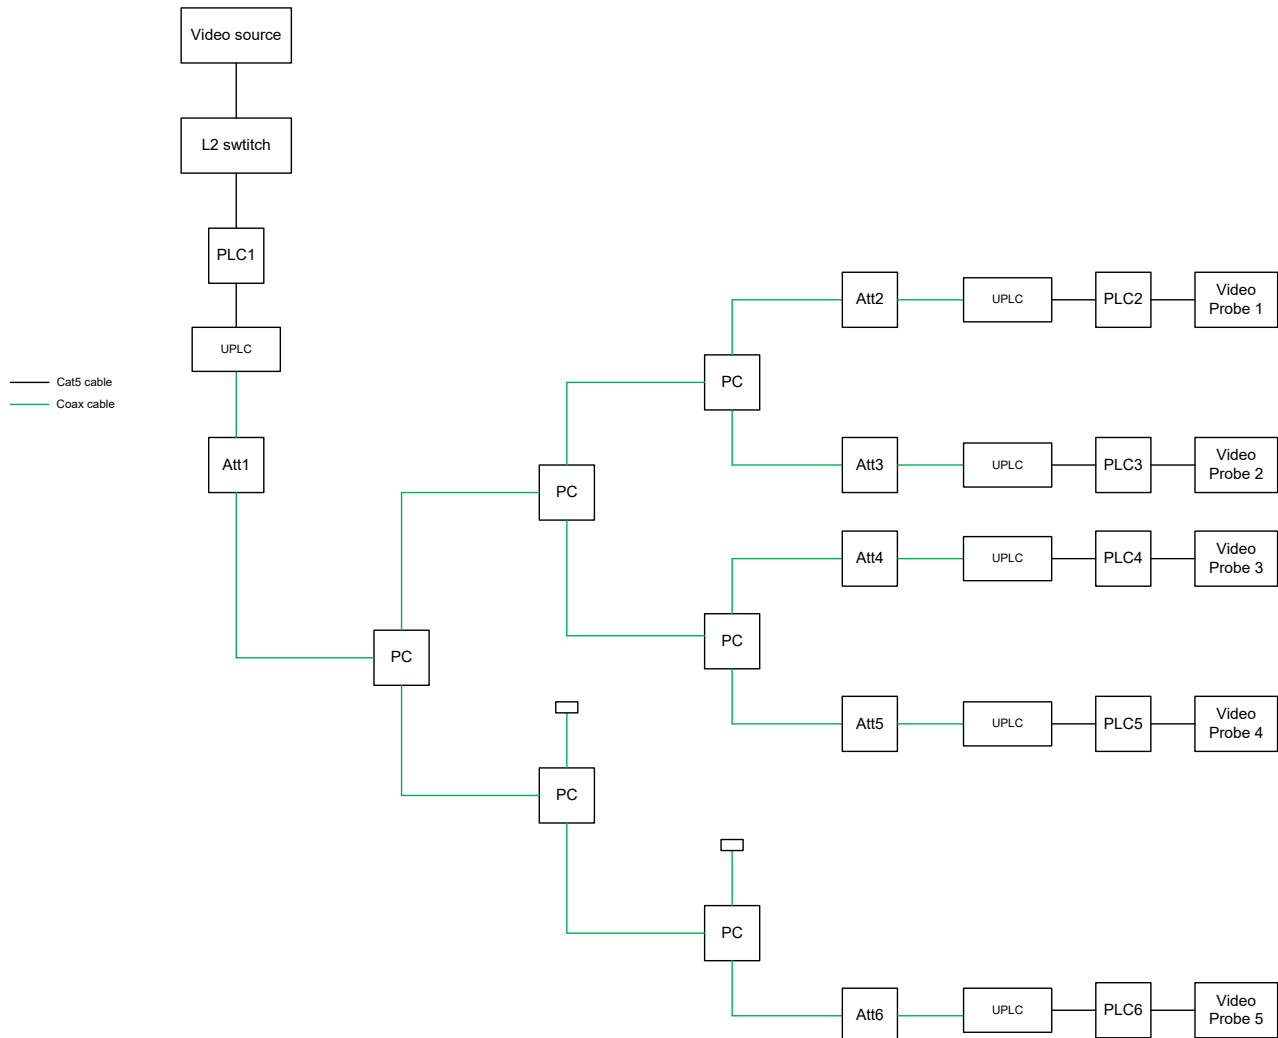 Video source
L2 swtitch
PLC1
UPLC
Cat5 cable
Coax cable
Att1
PC
PC
PC
Att2
UPLC
PLC2
Video
Probe 1
Att3
UPLC
PLC3
Video
Probe 2
PC
Att4
UPLC
PLC4
Video
Probe 3
Att5
UPLC
PLC5
Video
Probe 4
PC
PC
Att6
UPLC
PLC6
Video
Probe 5